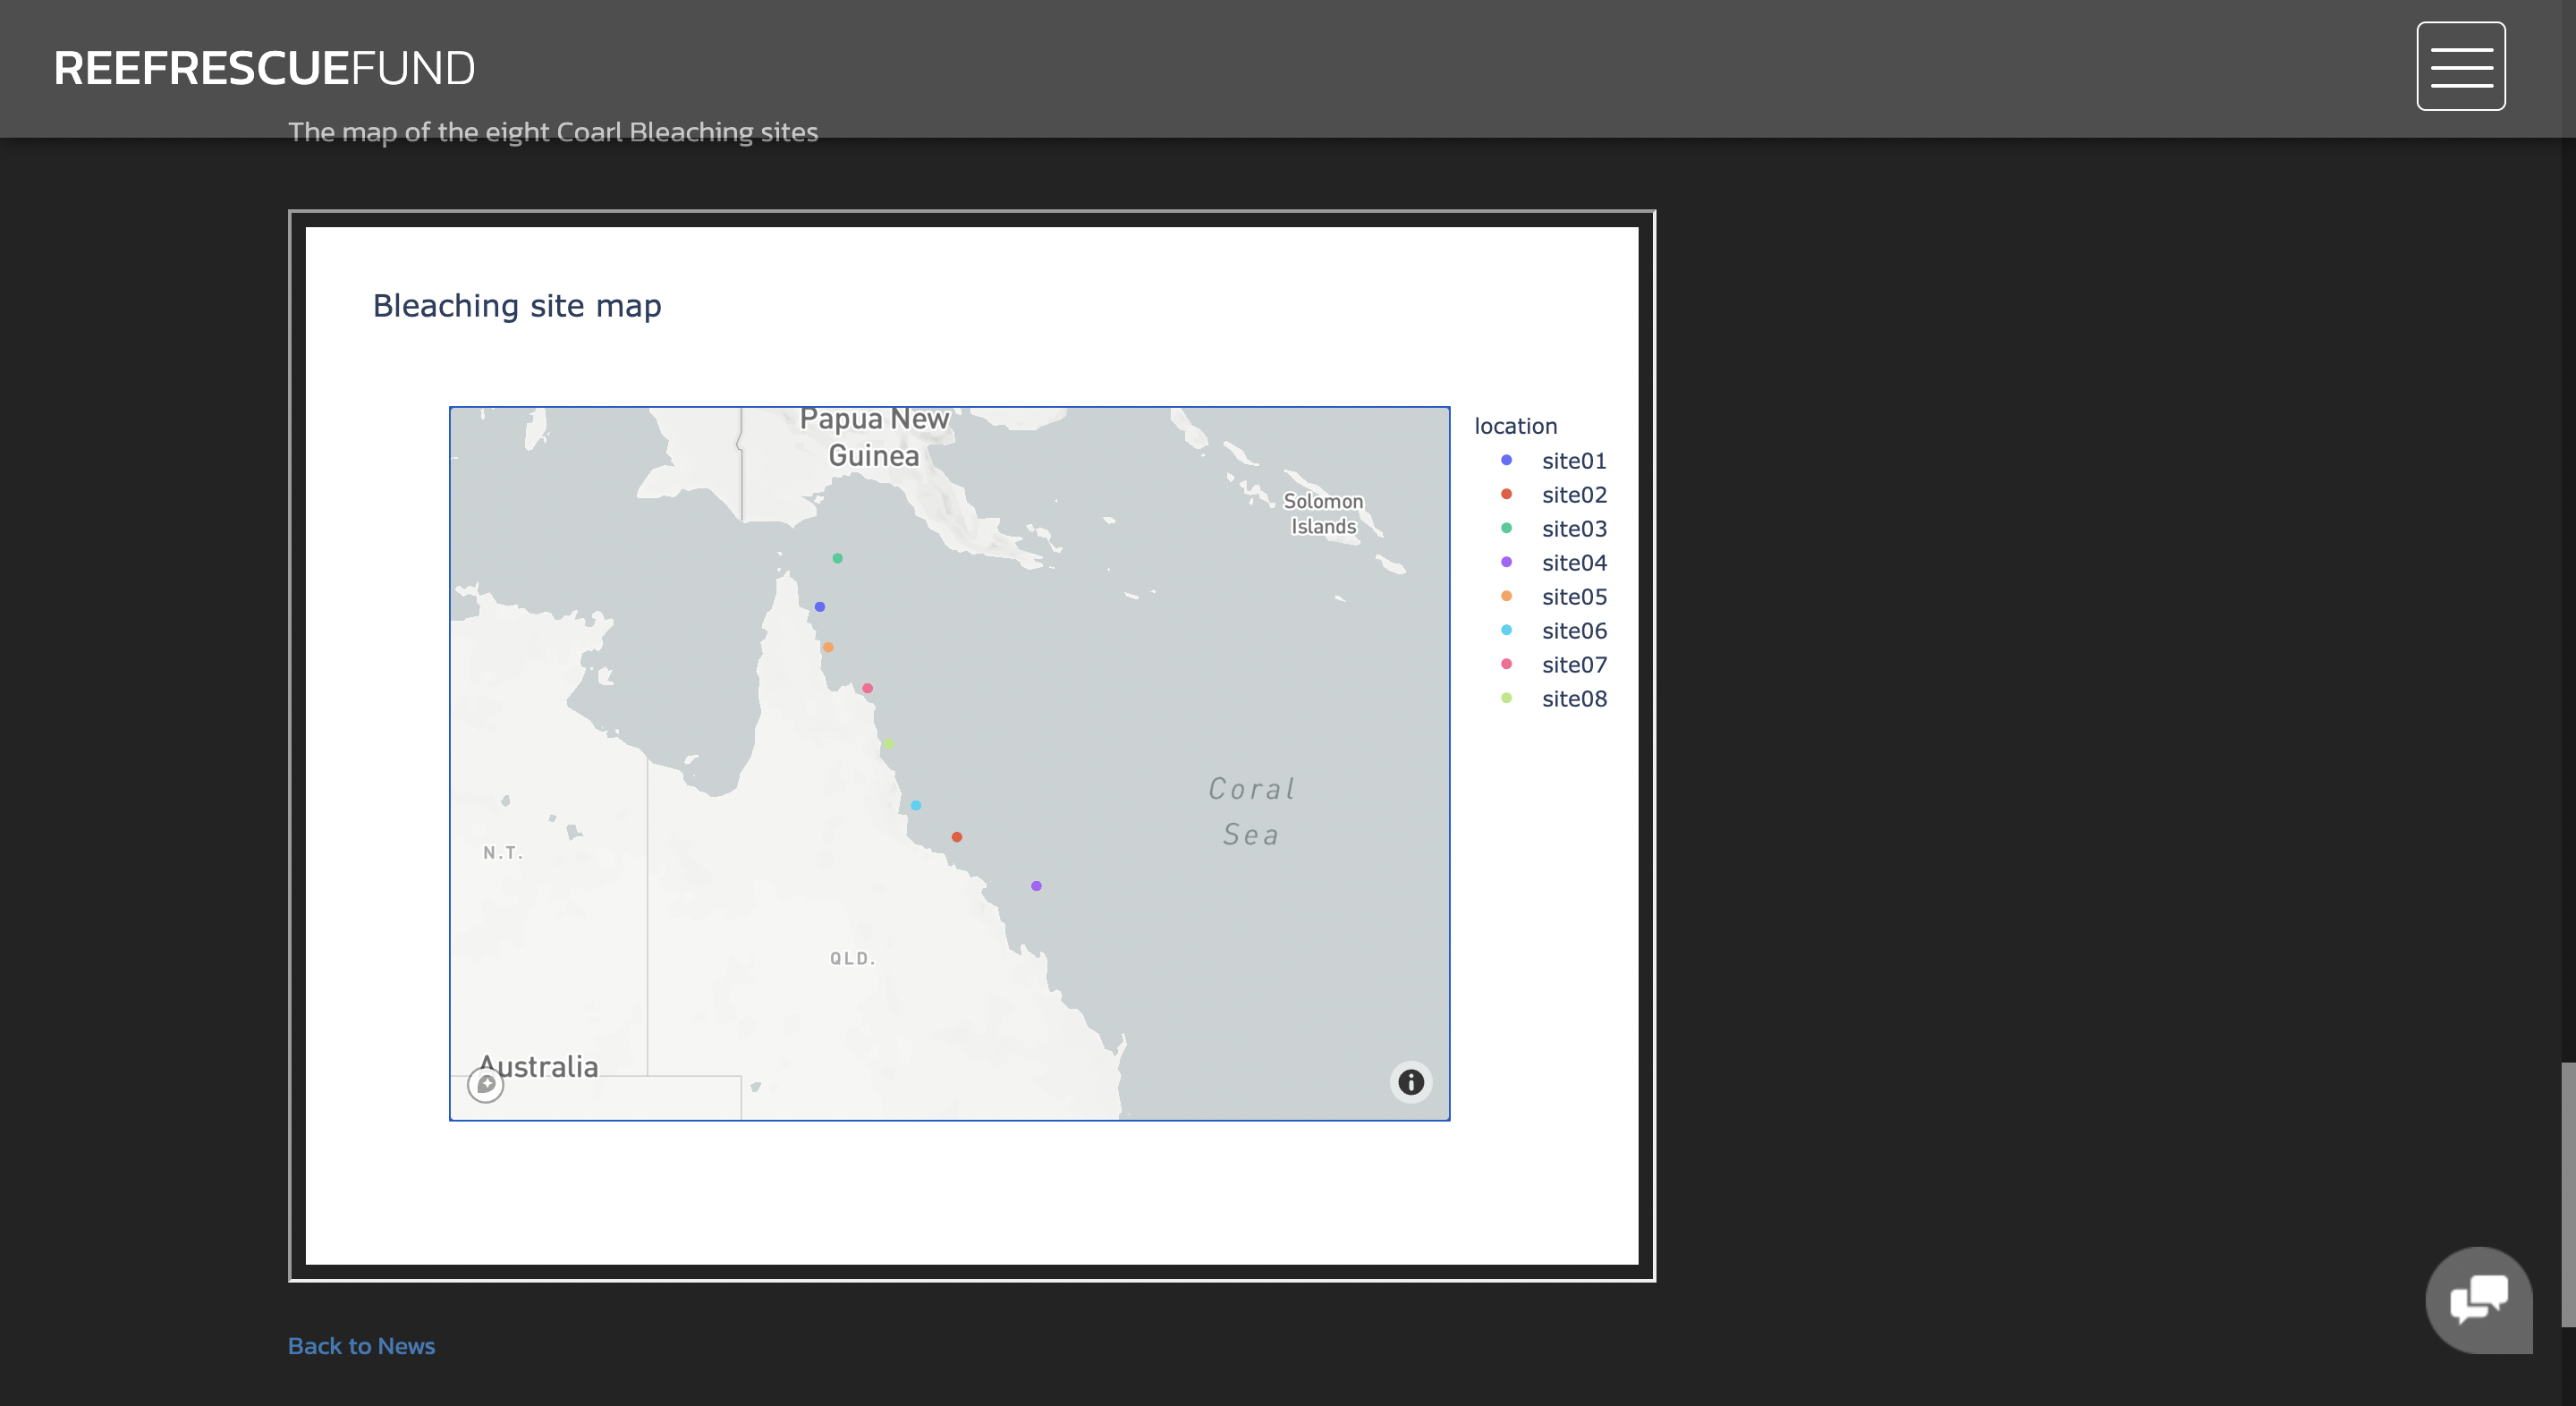 REEFRESCUEFUND
The map of the eight Coarl Bleaching sites
Bleaching site map
Papua New
Guinea
Solomon
Islands
Coral
Sea
N.T.
QLD.
Australia
location
site01
site02
site03
site04
site05
site06
site07
site08
Back to News